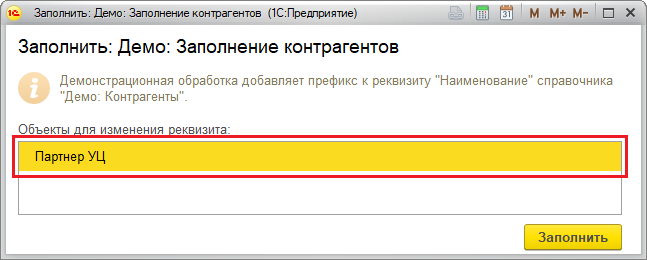 Заполнить: Демо: Заполнение контрагентов (1С:Предприятие)
M M+ M-
Заполнить: Демо: Заполнение контрагентов
Демонстрационная обработка добавляет префикс к реквизиту "Наименование" справочника
"Демо: Контрагенты".
Объекты для изменения реквизита:
Партнер УЦ
Заполнить